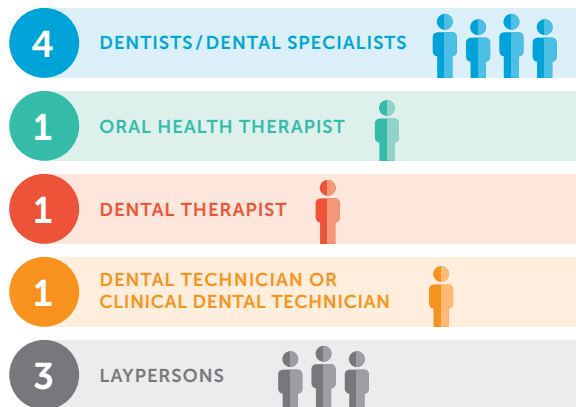 4 DENTISTS/DENTAL SPECIALISTS
1 ORAL HEALTH THERAPIST
1 DENTAL THERAPIST
1 DENTAL TECHNICIAN OR
CLINICAL DENTAL TECHNICIAN
3 LAYPERSONS